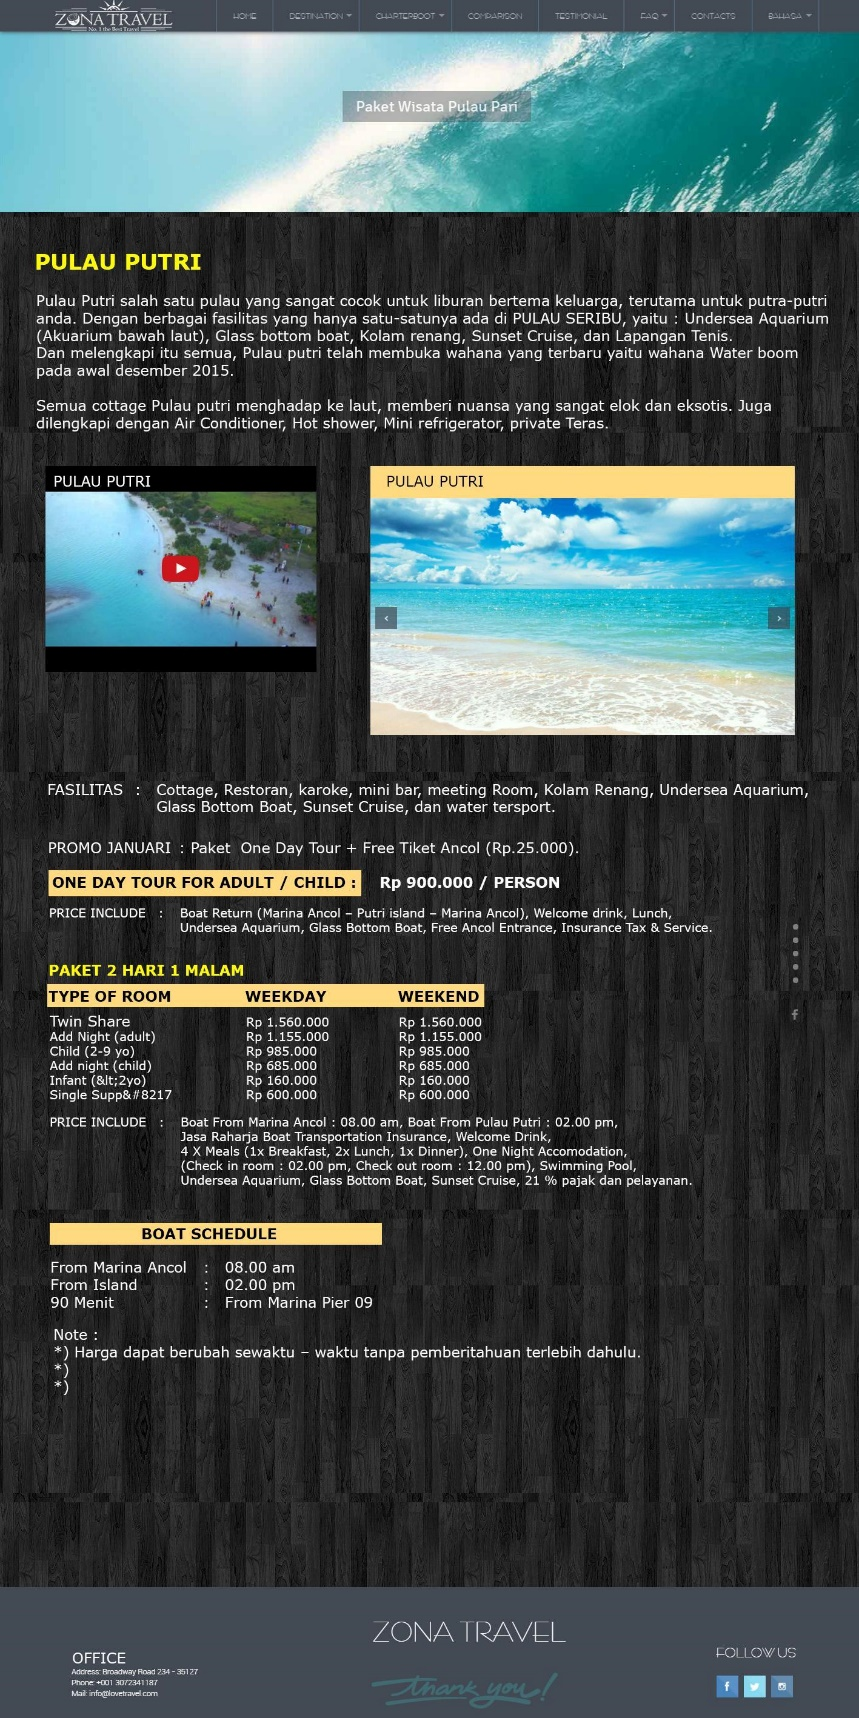 ZONA TRAVEL
No. 1 the Best Travel
HOME
DESTINATION
CHARTERBOOT
COMPARISON
TESTIMONIAL
FAQ
CONTACTS
BAHASA
Paket Wisata Pulau Pari
PULAU PUTRI
Pulau Putri salah satu pulau yang sangat cocok untuk liburan bertema keluarga, terutama untuk putra-putri
anda. Dengan berbagai fasilitas yang hanya satu-satunya ada di PULAU SERIBU, yaitu : Undersea Aquarium
(Akuarium bawah laut), Glass bottom boat, Kolam renang, Sunset Cruise, dan Lapangan Tenis.
Dan melengkapi itu semua, Pulau putri telah membuka wahana yang terbaru yaitu wahana Water boom
pada awal desember 2015.
Semua cottage Pulau putri menghadap ke laut, memberi nuansa yang sangat elok dan eksotis. Juga
dilengkapi dengan Air Conditioner, Hot shower, Mini refrigerator, private Teras.
PULAU PUTRI
PULAU PUTRI
FASILITAS : Cottage, Restoran, karoke, mini bar, meeting Room, Kolam Renang, Undersea Aquarium,
Glass Bottom Boat, Sunset Cruise, dan water tersport.
PROMO JANUARI : Paket One Day Tour + Free Tiket Ancol (Rp.25.000).
ONE DAY TOUR FOR ADULT / CHILD : Rp 900.000 / PERSON
PRICE INCLUDE : Boat Return (Marina Ancol – Putri island – Marina Ancol), Welcome drink, Lunch,
Undersea Aquarium, Glass Bottom Boat, Free Ancol Entrance, Insurance Tax & Service.
PAKET 2 HARI 1 MALAM
TYPE OF ROOM WEEKDAY WEEKEND
Twin Share Rp 1.560.000 Rp 1.560.000
Add Night (adult) Rp 1.155.000 Rp 1.155.000
Child (2-9 yo) Rp 985.000 Rp 985.000
Add night (child) Rp 685.000 Rp 685.000
Infant (&lt;2yo) Rp 160.000 Rp 160.000
Single Supp&#8217 Rp 600.000 Rp 600.000
PRICE INCLUDE : Boat From Marina Ancol : 08.00 am, Boat From Pulau Putri : 02.00 pm,
Jasa Raharja Boat Transportation Insurance, Welcome Drink,
4 X Meals (1x Breakfast, 2x Lunch, 1x Dinner), One Night Accomodation,
(Check in room : 02.00 pm, Check out room : 12.00 pm), Swimming Pool,
Undersea Aquarium, Glass Bottom Boat, Sunset Cruise, 21 % pajak dan pelayanan.
BOAT SCHEDULE
From Marina Ancol : 08.00 am
From Island : 02.00 pm
90 Menit : From Marina Pier 09
Note :
*) Harga dapat berubah sewaktu – waktu tanpa pemberitahuan terlebih dahulu.
*)
*)
ZONA TRAVEL
thank you!
OFFICE
Address: Broadway Road 234 - 35127
Phone: +001 3072341187
Mail: info@lovetravel.com
FOLLOW US